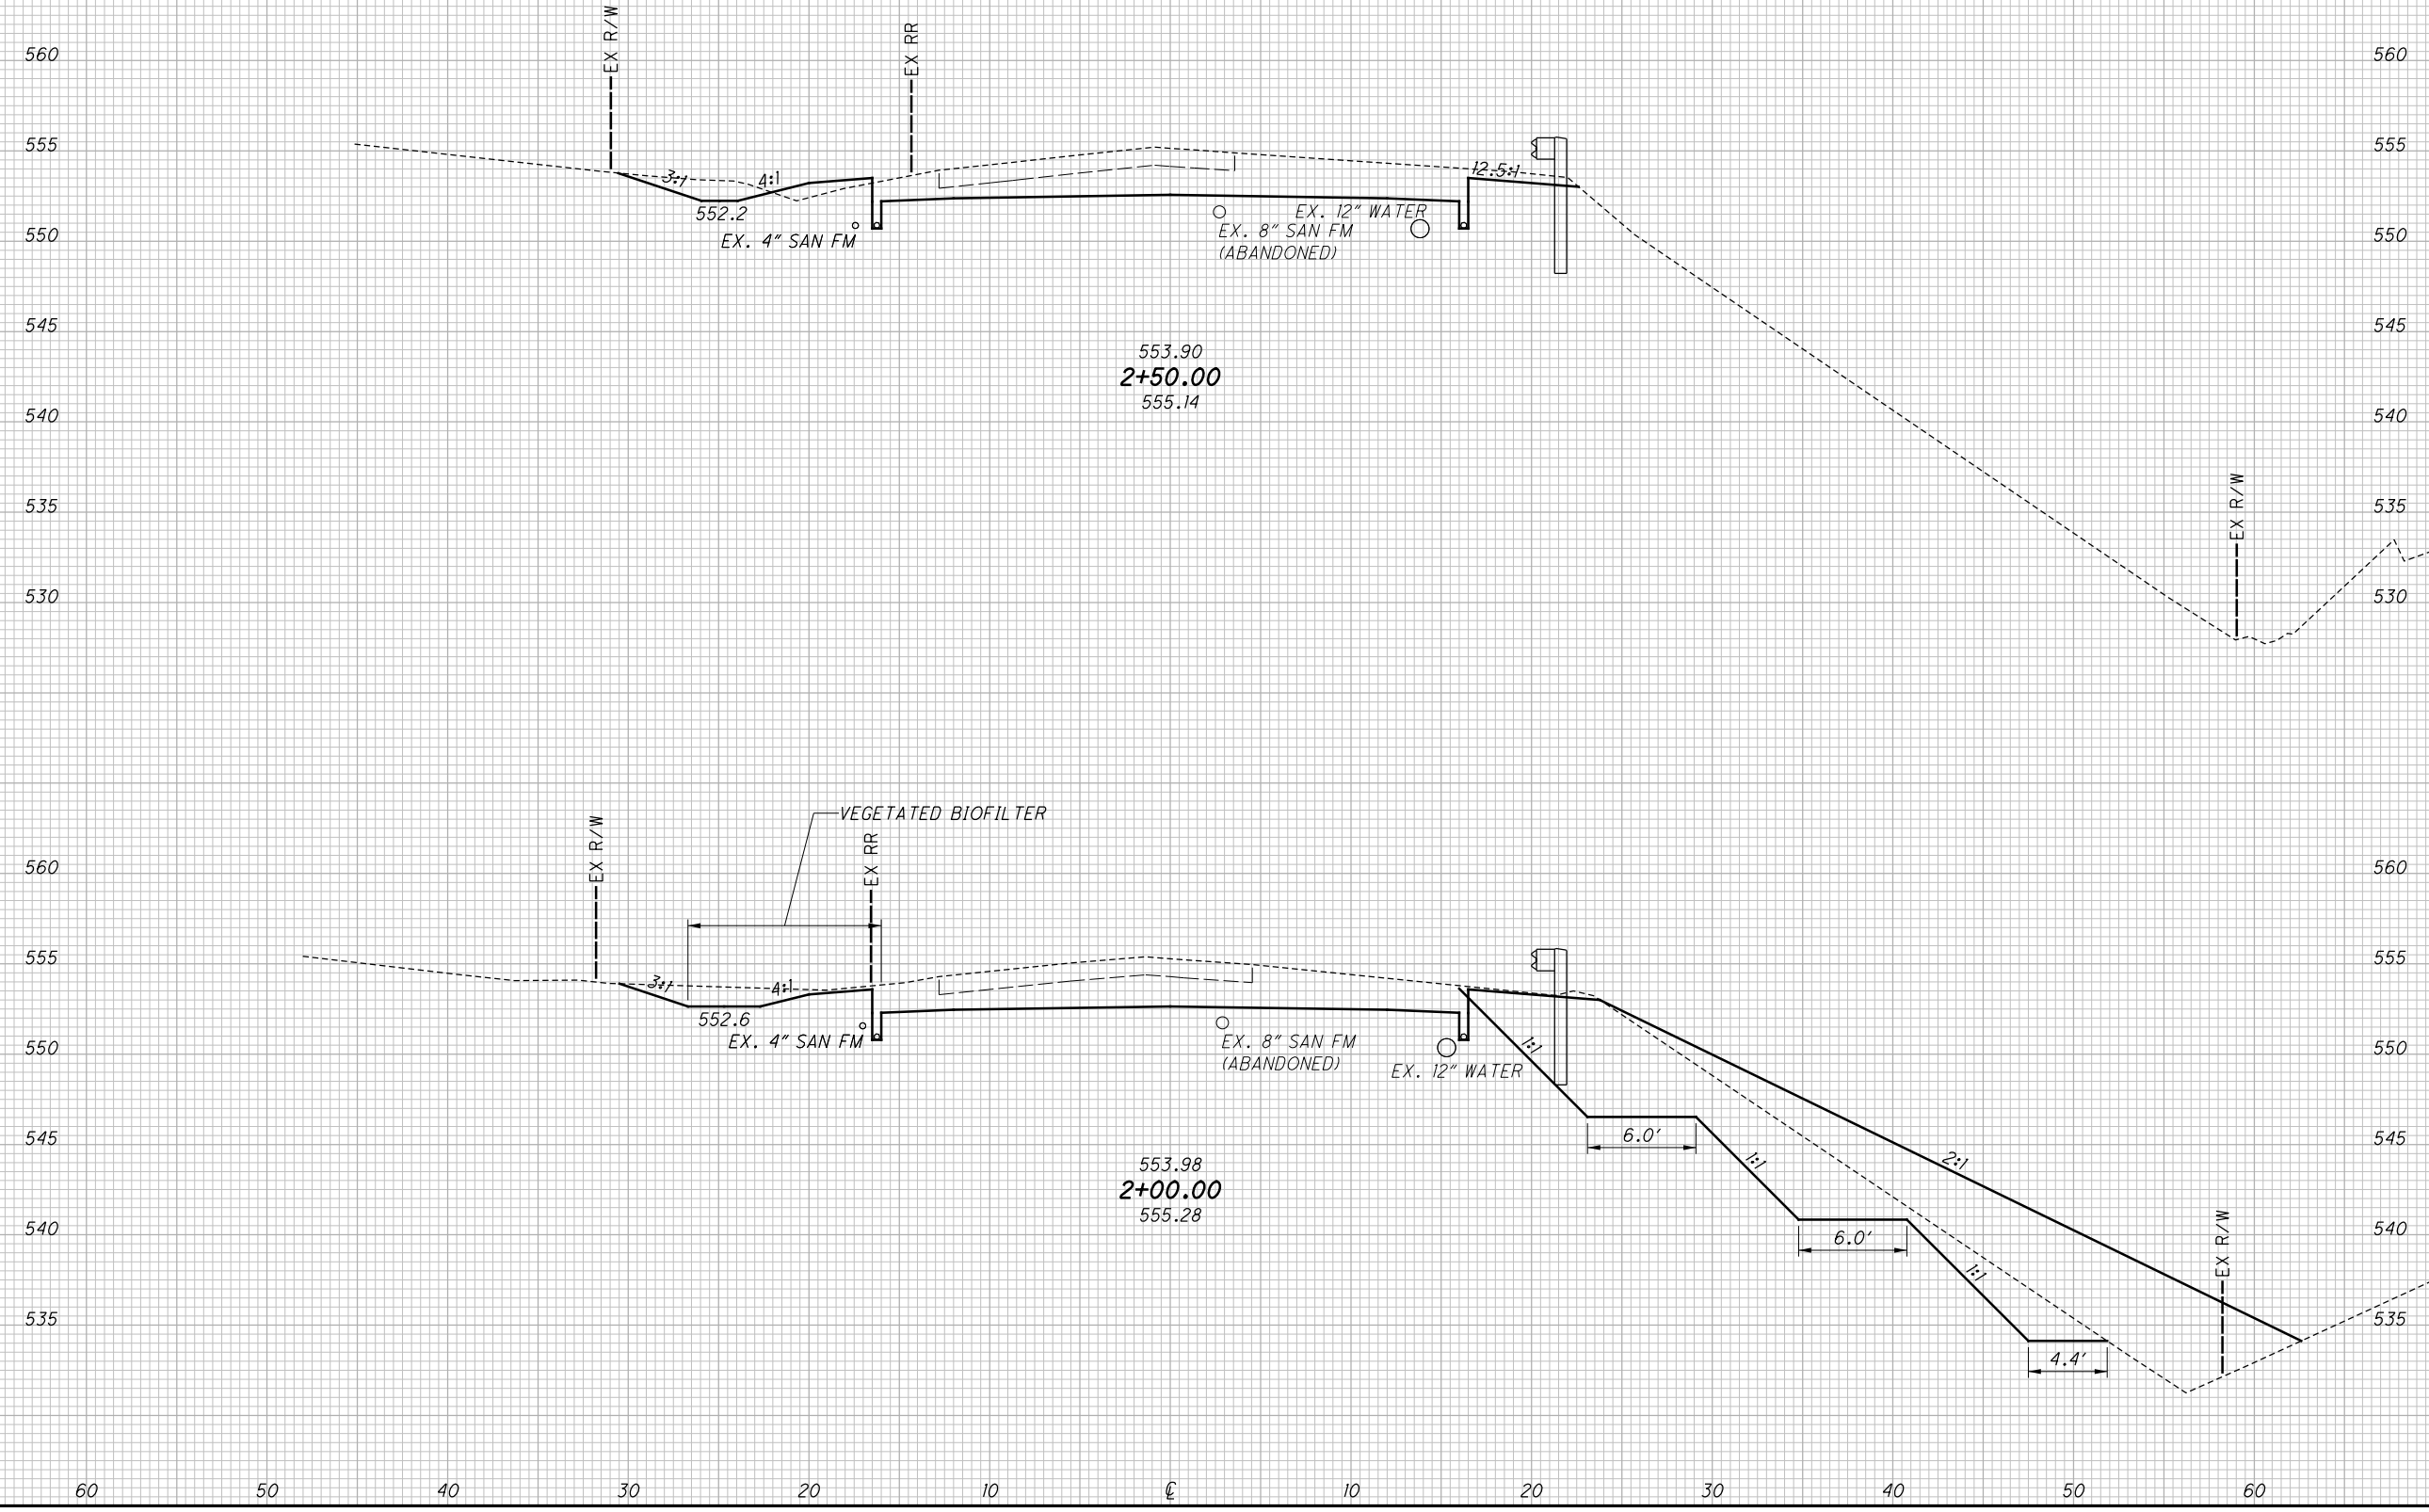 EX R/W
EX RR
560 560
555 555
3:1 4:1 12.5:1
552.2
EX. 12" WATER
EX. 4" SAN FM
EX. 8" SAN FM
(ABANDONED)
550 550
545 545
553.90
2+50.00
555.14
540 540
535 535
EX R/W
530 530
VEGETATED BIOFILTER
EX R/W
EX RR
560 560
555 555
3:1 4:1
552.6
EX. 4" SAN FM
EX. 8" SAN FM
(ABANDONED)
EX. 12" WATER
1:1
550 550
6.0'
545 545
1:1
2:1
553.98
2+00.00
555.28
540 540
6.0'
1:1
EX R/W
535 535
4.4'
60 50 40 30 20 10 ℄ 10 20 30 40 50 60